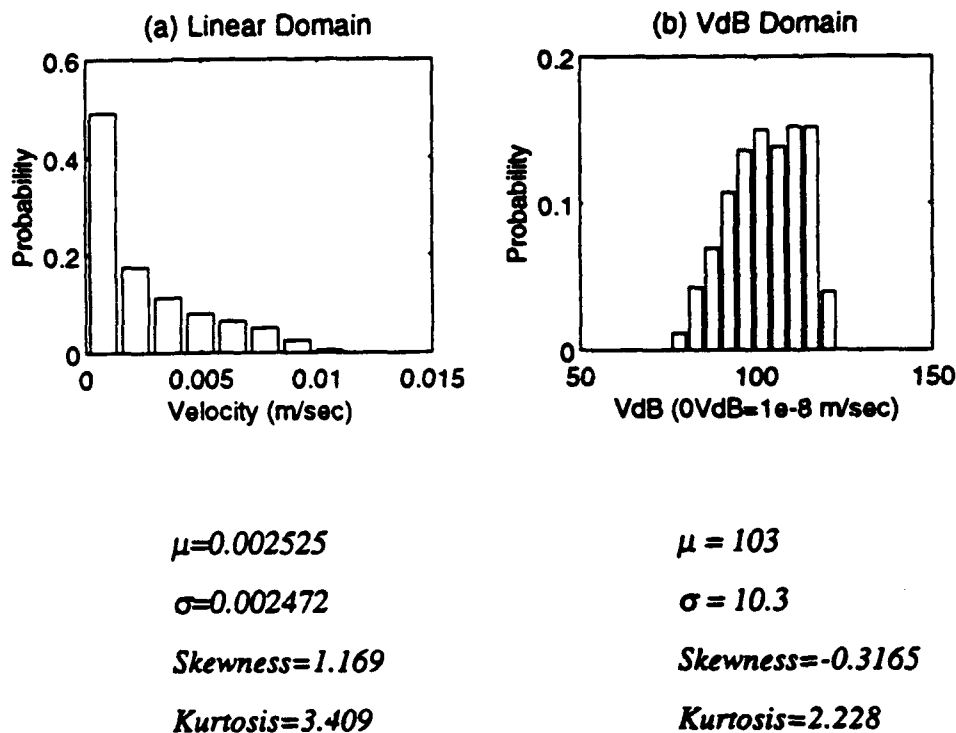 (a) Linear Domain
0.6
0.4
0.2
0
Probability
0
0.005
0.01
0.015
Velocity (m/sec)
(b) VdB Domain
0.2
0.1
0
Probability
50
100
150
VdB (0VdB=1e-8 m/sec)
μ=0.002525
σ=0.002472
Skewness=1.169
Kurtosis=3.409
μ = 103
σ = 10.3
Skewness=-0.3165
Kurtosis=2.228